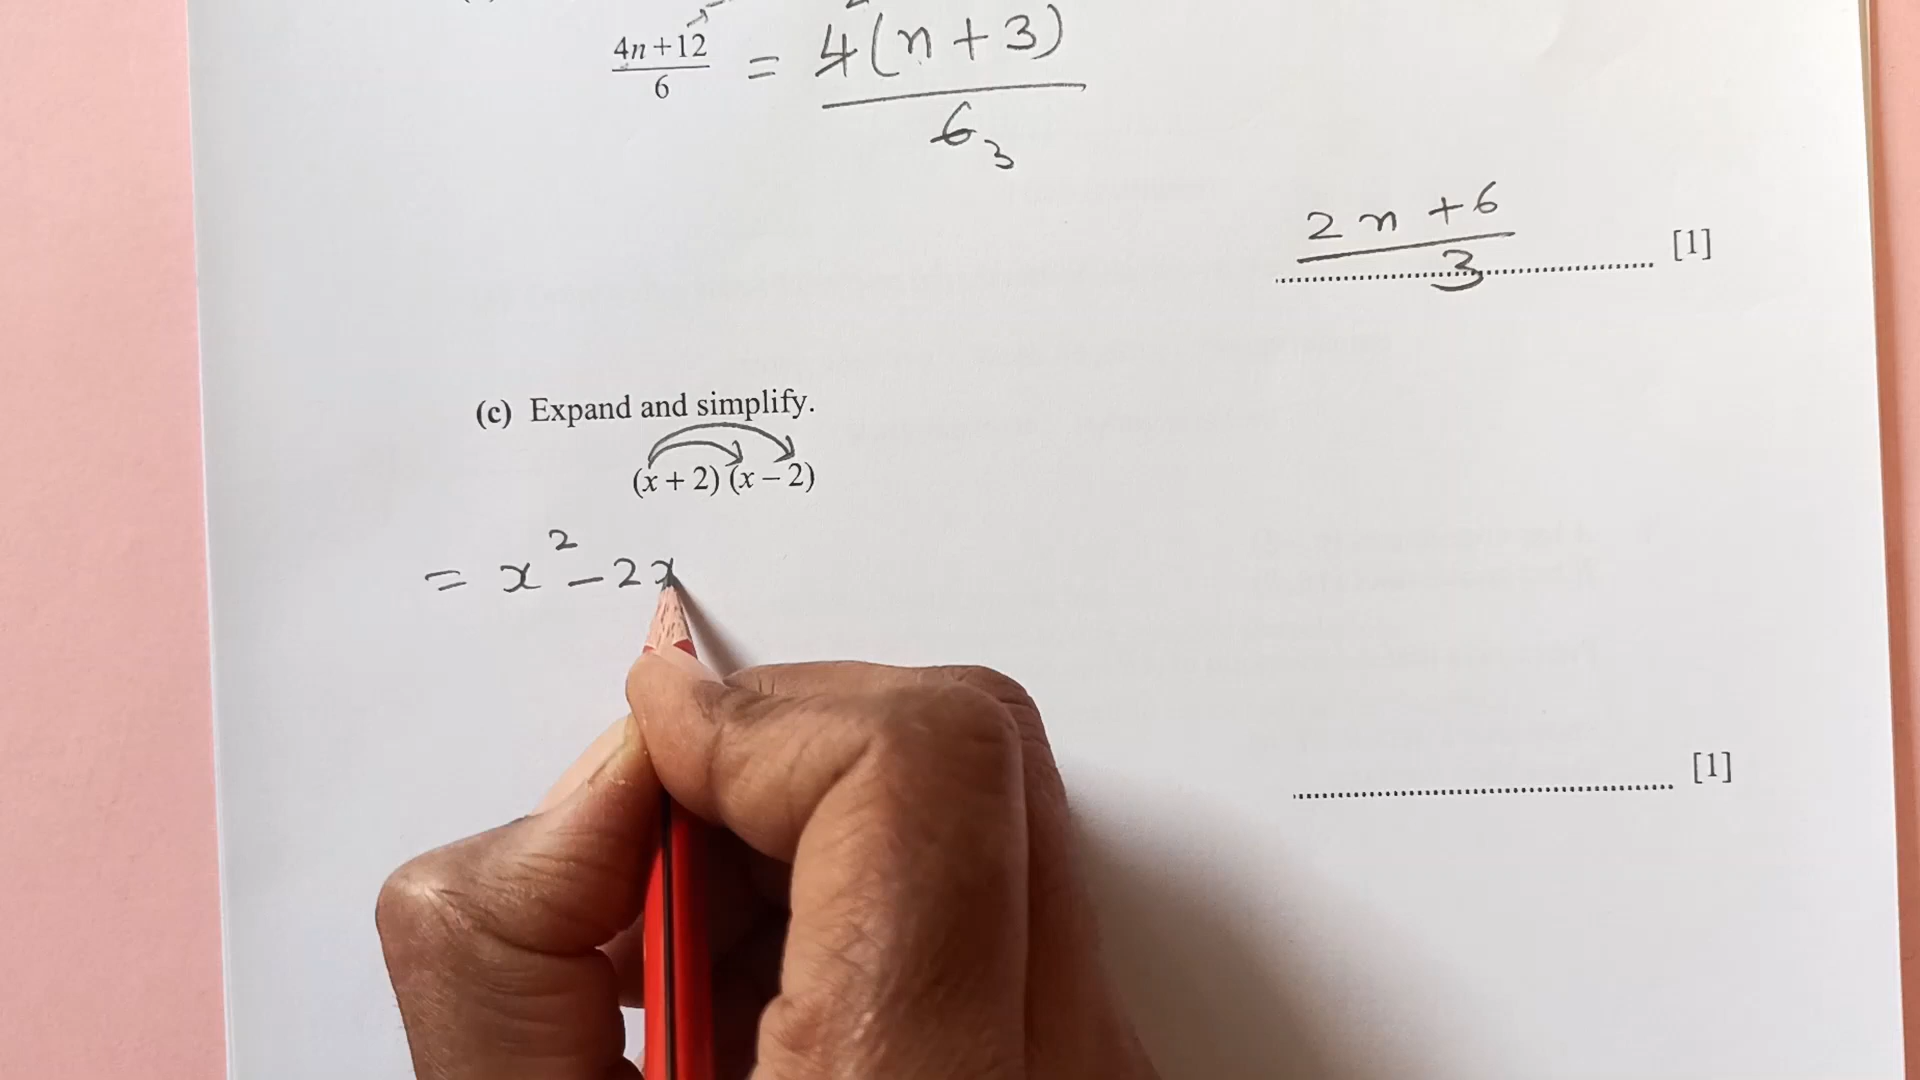 4n+12 / 6 = 4(n+3) / 6 3
2n+6 / 3 [1]
(c) Expand and simplify.
(x + 2) (x – 2)
= x² – 2x
[1]